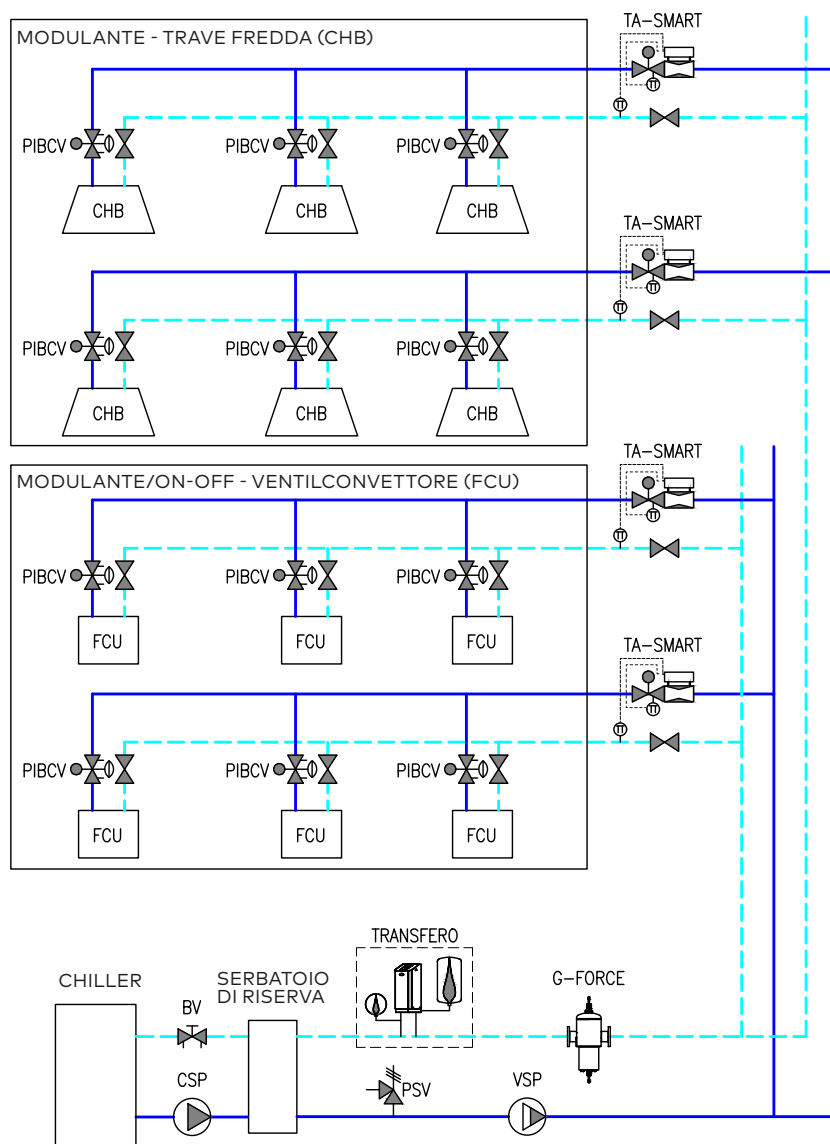 MODULANTE - TRAVE FREDDA (CHB)
TA-SMART
PIBCV PIBCV PIBCV
CHB CHB CHB
TA-SMART
PIBCV PIBCV PIBCV
CHB CHB CHB
TA-SMART
MODULANTE/ON-OFF - VENTILCONVETTORE (FCU)
PIBCV PIBCV PIBCV
FCU FCU FCU
TA-SMART
PIBCV PIBCV PIBCV
FCU FCU FCU
TRANSFERO
CHILLER
SERBATOIO
DI RISERVA
G-FORCE
BV
CSP
PSV
VSP